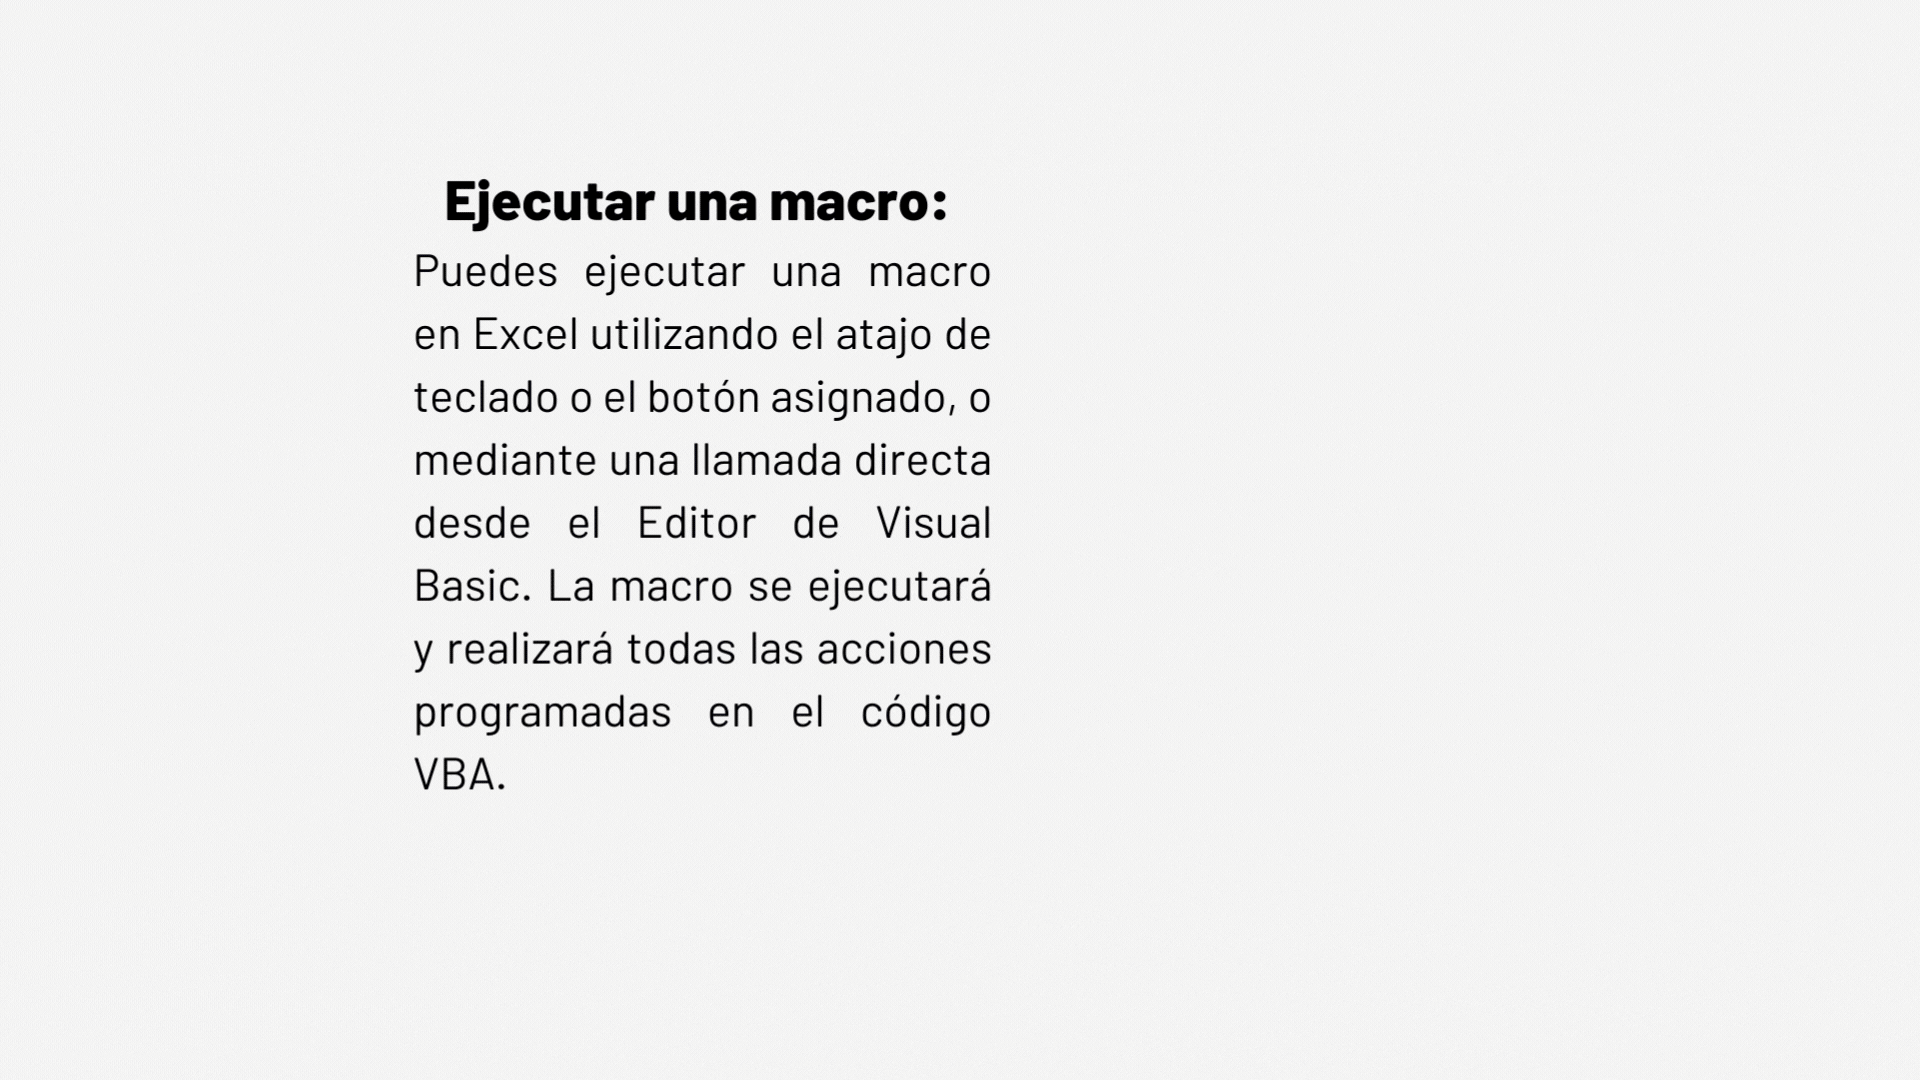 Ejecutar una macro:
Puedes ejecutar una macro
en Excel utilizando el atajo de
teclado o el botón asignado, o
mediante una llamada directa
desde el Editor de Visual
Basic. La macro se ejecutará
y realizará todas las acciones
programadas en el código
VBA.